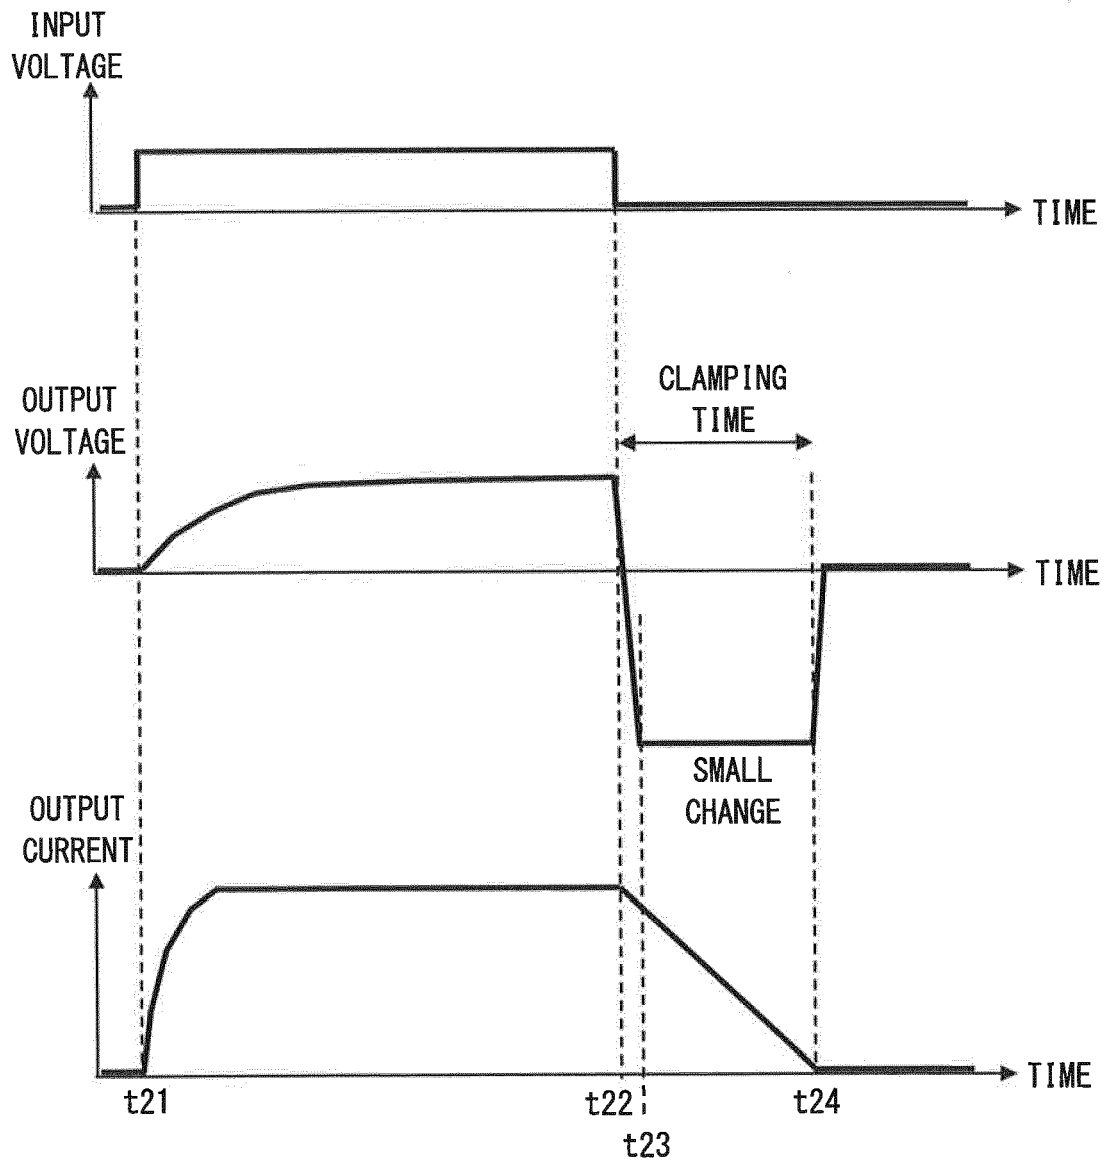 INPUT
VOLTAGE
TIME
CLAMPING
TIME
OUTPUT
VOLTAGE
TIME
SMALL
CHANGE
OUTPUT
CURRENT
TIME
t21
t22
t24
t23